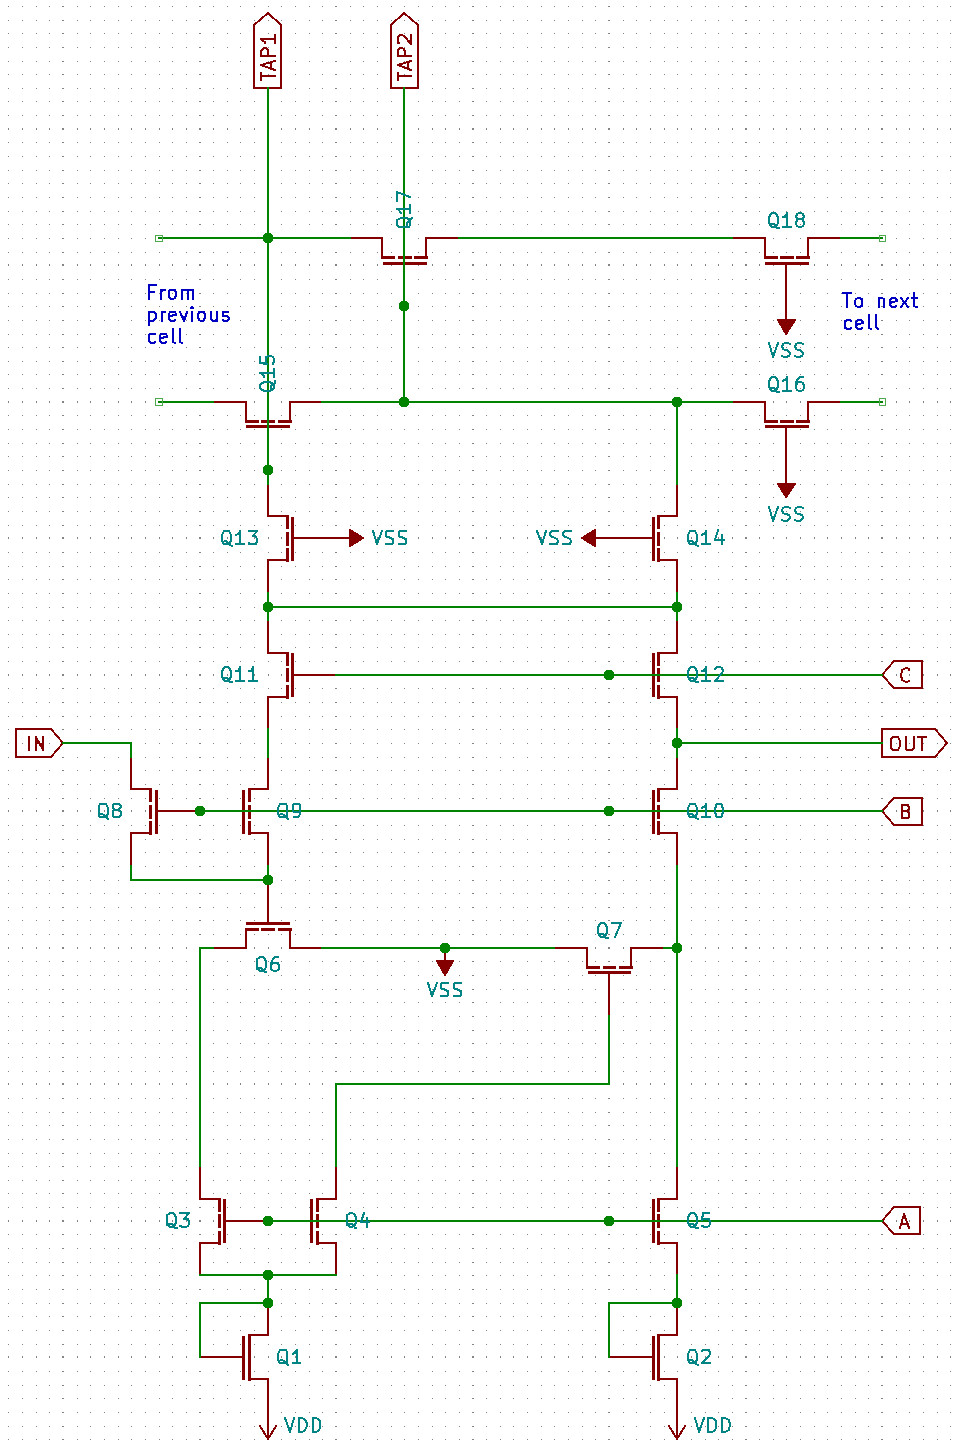 TAP1
TAP2
Q17
Q18
From
previous
cell
To next
cell
VSS
Q15
Q16
VSS
Q13
VSS
VSS
Q14
Q11
Q12
C
IN
OUT
Q8
Q9
Q10
B
Q7
Q6
VSS
Q3
Q4
Q5
A
Q1
Q2
VDD
VDD